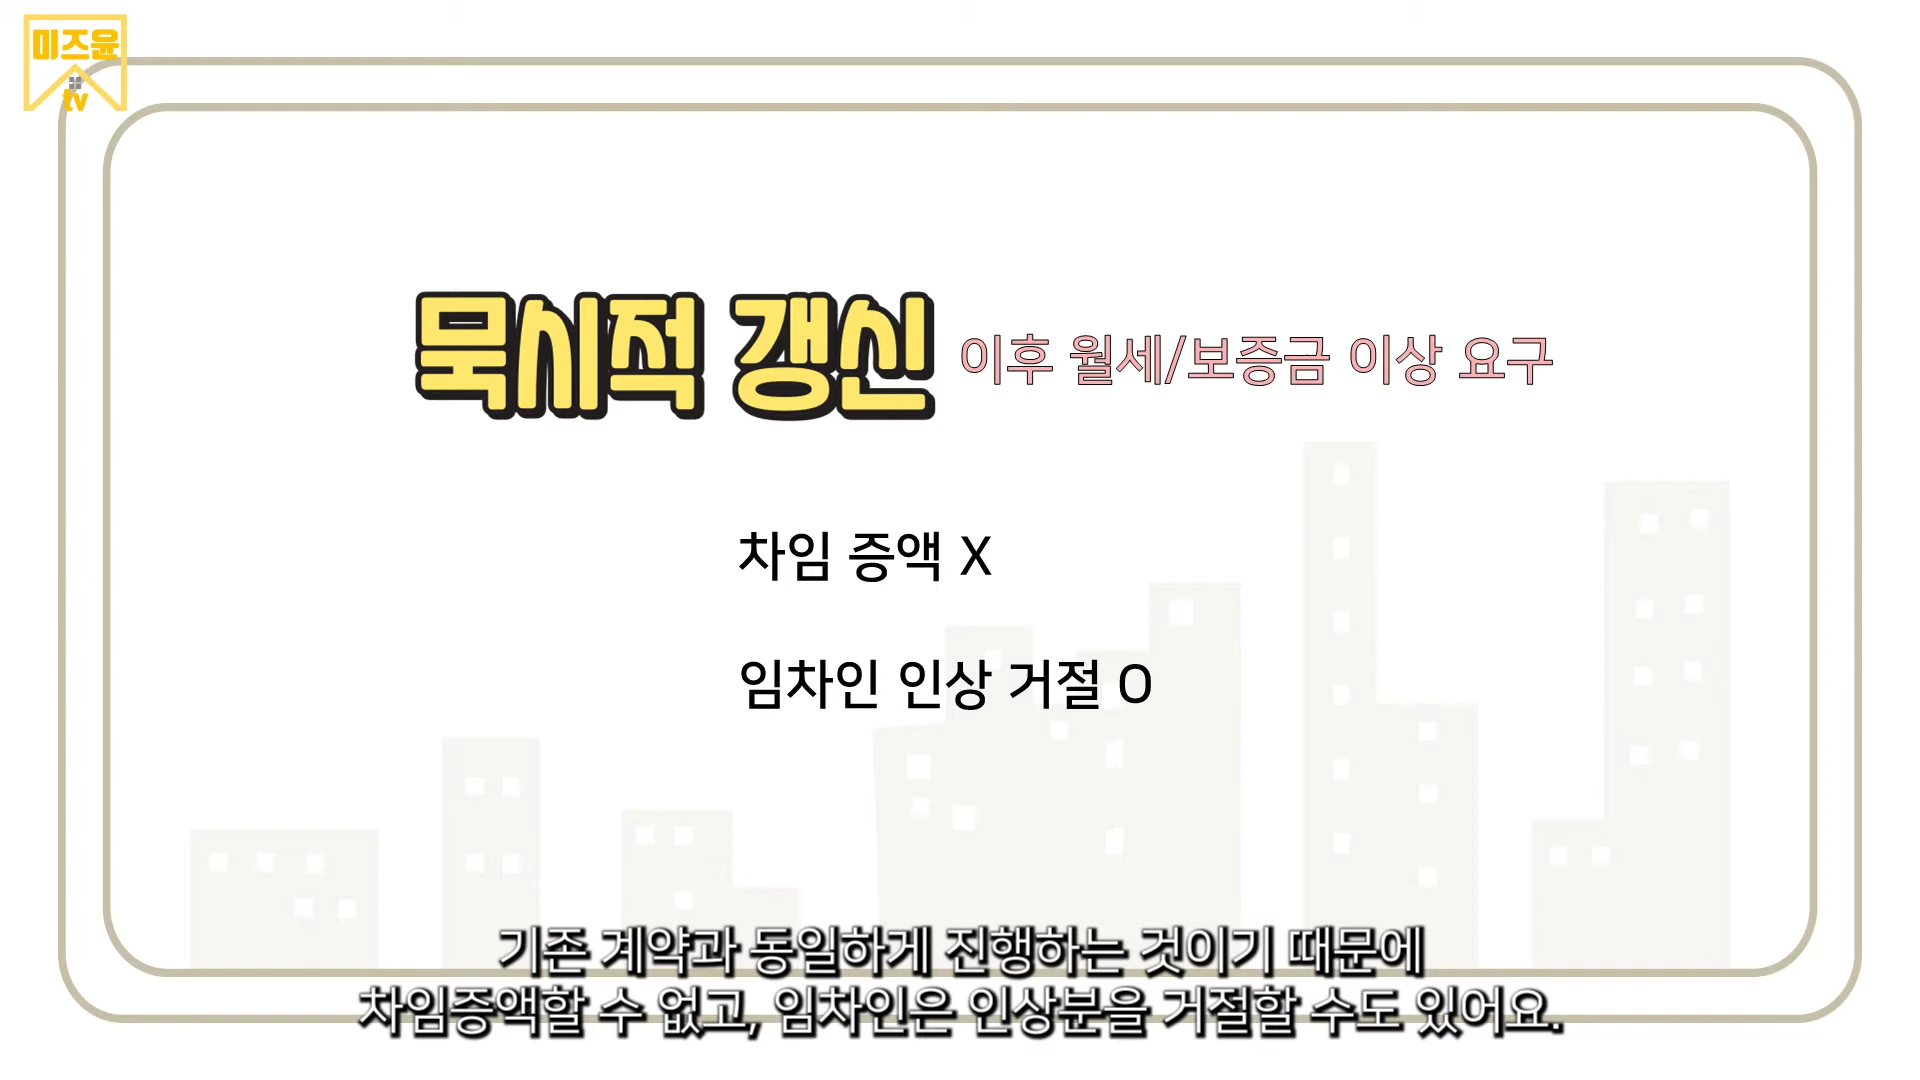 미즈윤
tv
묵시적 갱신 이후 월세/보증금 이상 요구
차임 증액 X
임차인 인상 거절 O
기존 계약과 동일하게 진행하는 것이기 때문에
차임증액할 수 없고, 임차인은 인상분을 거절할 수도 있어요.